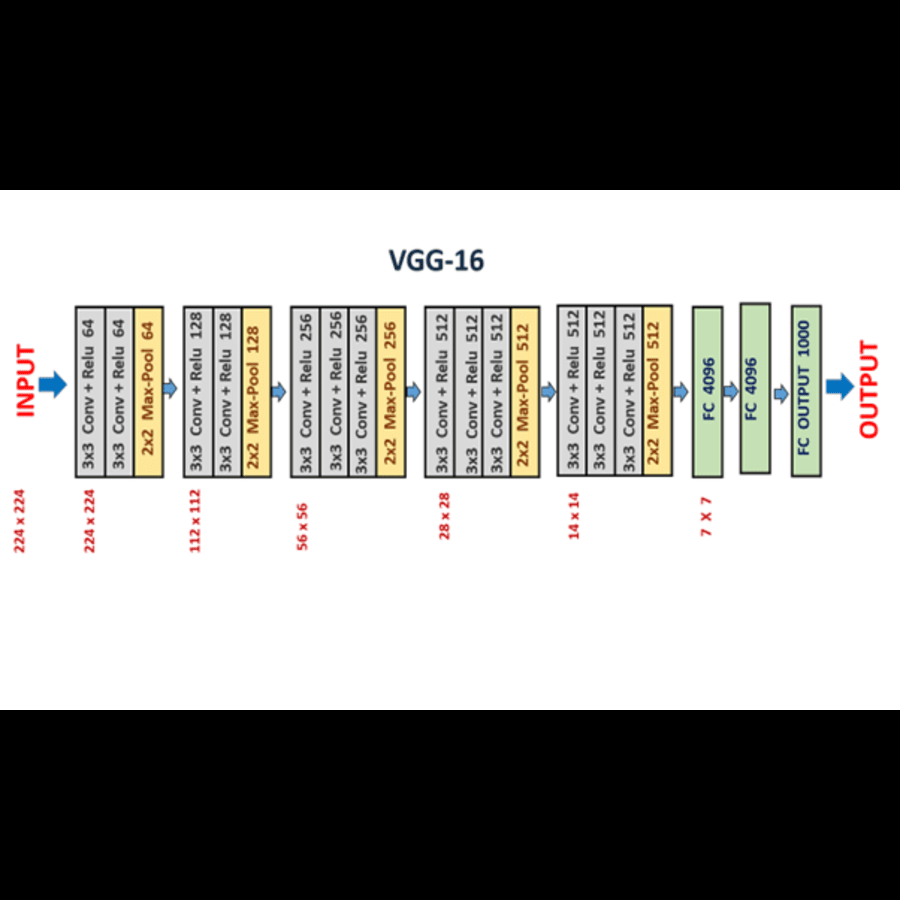 VGG-16
INPUT
3x3 Conv + Relu 64
3x3 Conv + Relu 64
2x2 Max-Pool 64
3x3 Conv + Relu 128
3x3 Conv + Relu 128
2x2 Max-Pool 128
3x3 Conv + Relu 256
3x3 Conv + Relu 256
3x3 Conv + Relu 256
2x2 Max-Pool 256
3x3 Conv + Relu 512
3x3 Conv + Relu 512
3x3 Conv + Relu 512
2x2 Max-Pool 512
3x3 Conv + Relu 512
3x3 Conv + Relu 512
3x3 Conv + Relu 512
2x2 Max-Pool 512
FC 4096
FC 4096
FC OUTPUT 1000
OUTPUT
224 x 224
224 x 224
112 x 112
56 x 56
28 x 28
14 x 14
7 X 7